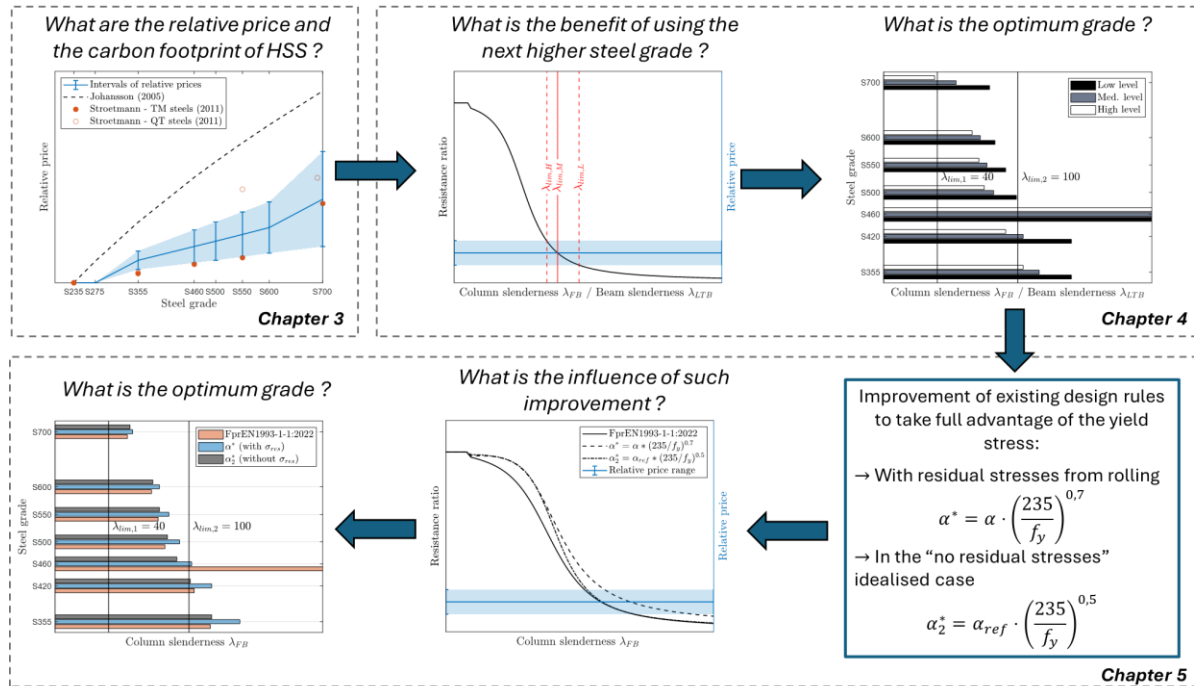 What are the relative price and
the carbon footprint of HSS ?
Relative price
Intervals of relative prices
Johansson (2005)
Stroetmann - TM steels (2011)
Stroetmann - QT steels (2011)
S235 S275 S355 S460 S500 S550 S600 S700
Steel grade
Chapter 3
What is the benefit of using the
next higher steel grade ?
Resistance ratio
λlim,H
λlim,M
λlim,L
Relative price
Column slenderness λFB / Beam slenderness λLTB
What is the optimum grade ?
Steel grade
S700
S600
S550
S500
S460
S420
S355
Low level
Med. level
High level
λlim,1 = 40
λlim,2 = 100
Column slenderness λFB / Beam slenderness λLTB
Chapter 4
What is the optimum grade ?
Steel grade
S700
S600
S550
S500
S460
S420
S355
FprEN1993-1-1:2022
α* (with σres)
α2* (without σres)
λlim,1 = 40
λlim,2 = 100
Column slenderness λFB
What is the influence of such
improvement ?
Resistance ratio
FprEN1993-1-1:2022
α* = α * (235/fy)^0.7
α2* = αref * (235/fy)^0.5
Relative price range
Relative price
Column slenderness λFB
Improvement of existing design rules
to take full advantage of the yield
stress:
→ With residual stresses from rolling
α* = α · (235/fy)^0,7
→ In the “no residual stresses”
idealised case
α2* = αref · (235/fy)^0,5
Chapter 5